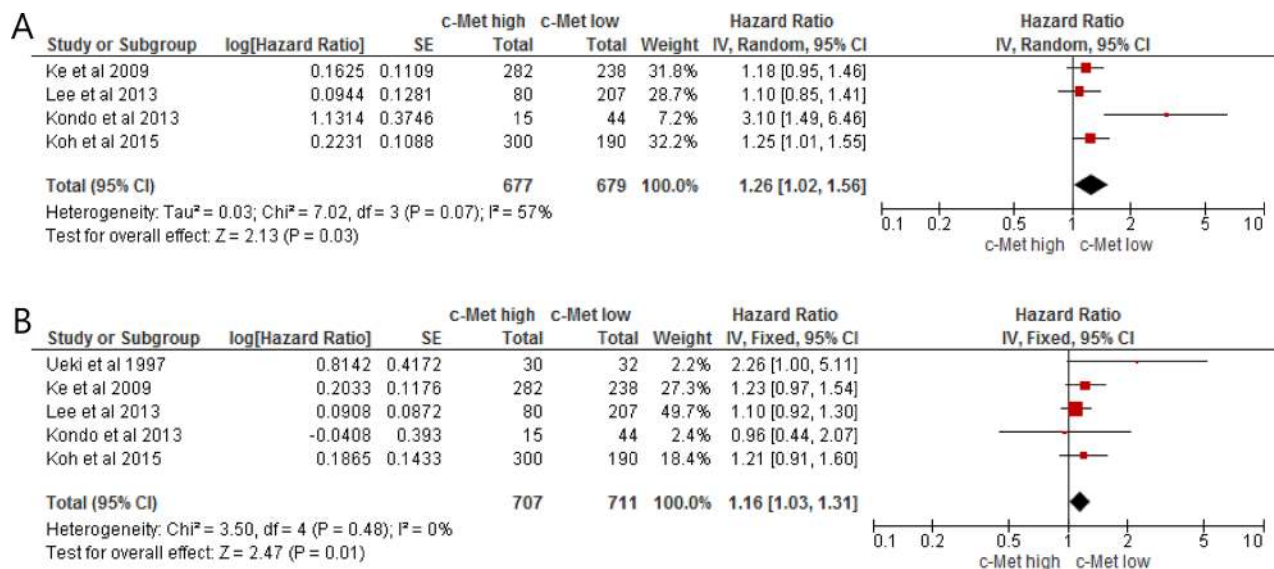 A
c-Met high c-Met low Hazard Ratio Hazard Ratio
Study or Subgroup log[Hazard Ratio] SE Total Total Weight IV, Random, 95% CI IV, Random, 95% CI
Ke et al 2009 0.1625 0.1109 282 238 31.8% 1.18 [0.95, 1.46]
Lee et al 2013 0.0944 0.1281 80 207 28.7% 1.10 [0.85, 1.41]
Kondo et al 2013 1.1314 0.3746 15 44 7.2% 3.10 [1.49, 6.46]
Koh et al 2015 0.2231 0.1088 300 190 32.2% 1.25 [1.01, 1.55]
Total (95% CI) 677 679 100.0% 1.26 [1.02, 1.56]
Heterogeneity: Tau² = 0.03; Chi² = 7.02, df = 3 (P = 0.07); I² = 57%
Test for overall effect: Z = 2.13 (P = 0.03)
0.1 0.2 0.5 1 2 5 10
c-Met high c-Met low
B
c-Met high c-Met low Hazard Ratio Hazard Ratio
Study or Subgroup log[Hazard Ratio] SE Total Total Weight IV, Fixed, 95% CI IV, Fixed, 95% CI
Ueki et al 1997 0.8142 0.4172 30 32 2.2% 2.26 [1.00, 5.11]
Ke et al 2009 0.2033 0.1176 282 238 27.3% 1.23 [0.97, 1.54]
Lee et al 2013 0.0908 0.0872 80 207 49.7% 1.10 [0.92, 1.30]
Kondo et al 2013 -0.0408 0.393 15 44 2.4% 0.96 [0.44, 2.07]
Koh et al 2015 0.1865 0.1433 300 190 18.4% 1.21 [0.91, 1.60]
Total (95% CI) 707 711 100.0% 1.16 [1.03, 1.31]
Heterogeneity: Chi² = 3.50, df = 4 (P = 0.48); I² = 0%
Test for overall effect: Z = 2.47 (P = 0.01)
0.1 0.2 0.5 1 2 5 10
c-Met high c-Met low